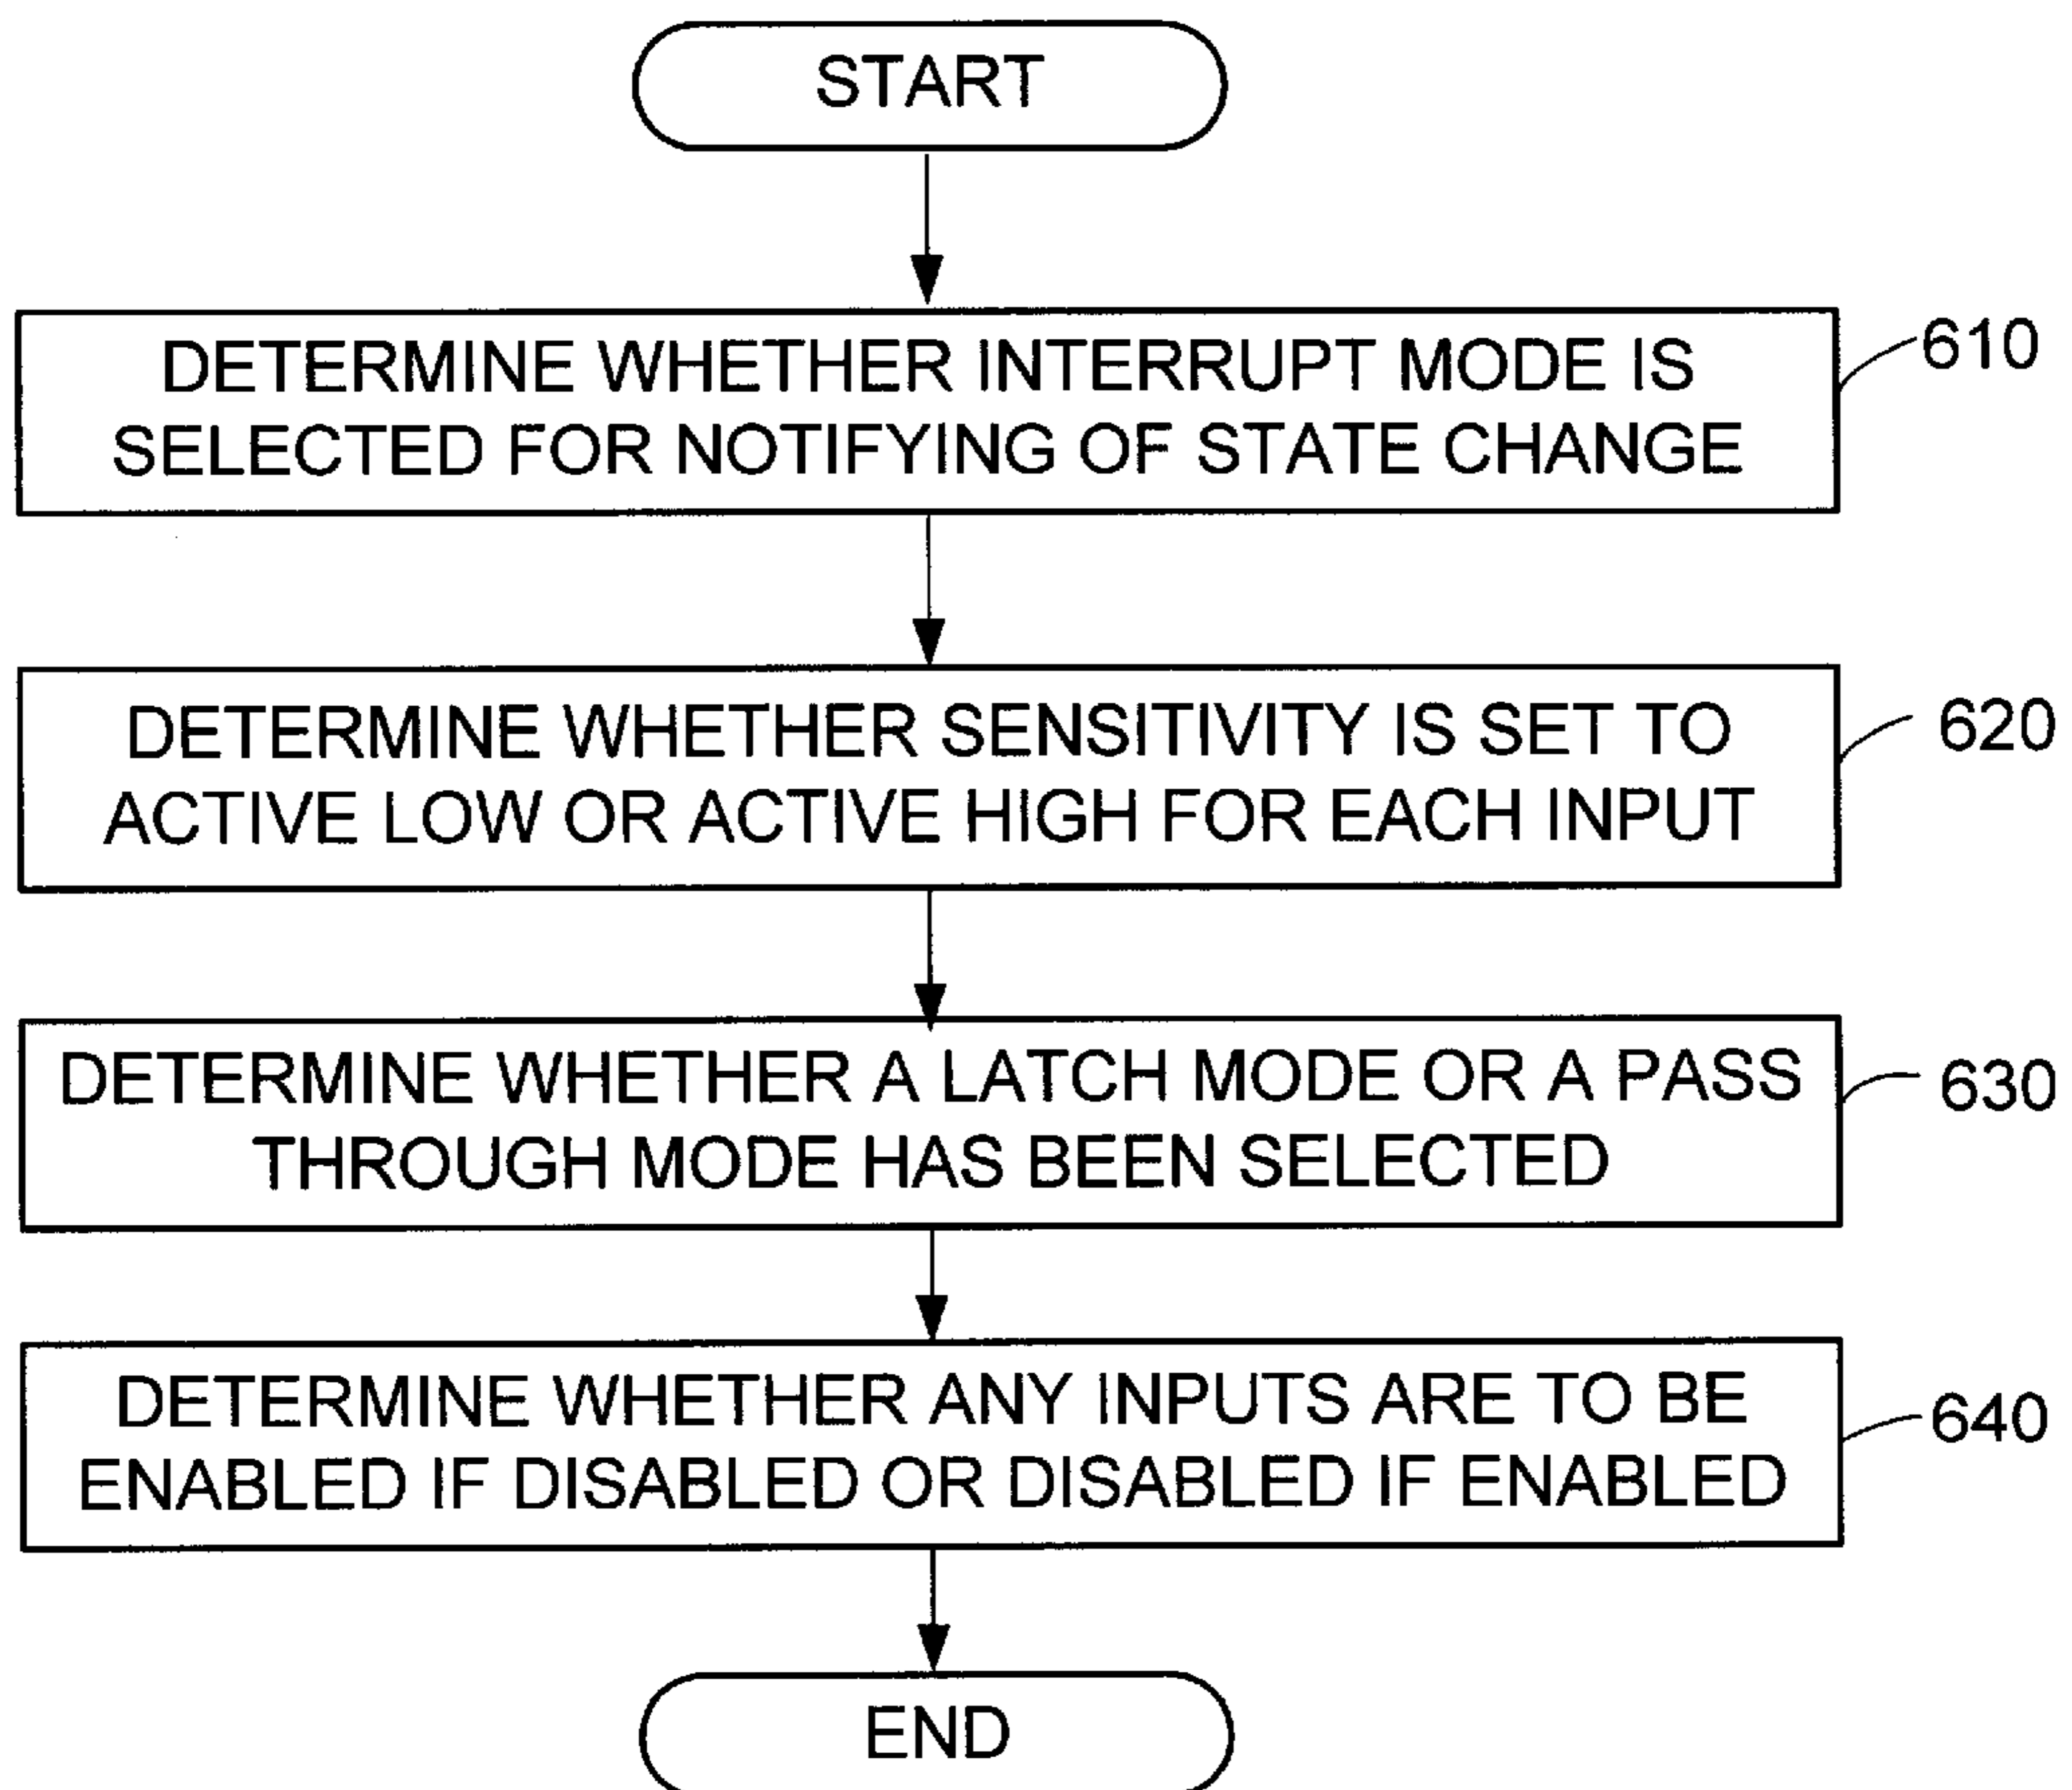 START
DETERMINE WHETHER INTERRUPT MODE IS
SELECTED FOR NOTIFYING OF STATE CHANGE
610
DETERMINE WHETHER SENSITIVITY IS SET TO
ACTIVE LOW OR ACTIVE HIGH FOR EACH INPUT
620
DETERMINE WHETHER A LATCH MODE OR A PASS
THROUGH MODE HAS BEEN SELECTED
630
DETERMINE WHETHER ANY INPUTS ARE TO BE
ENABLED IF DISABLED OR DISABLED IF ENABLED
640
END